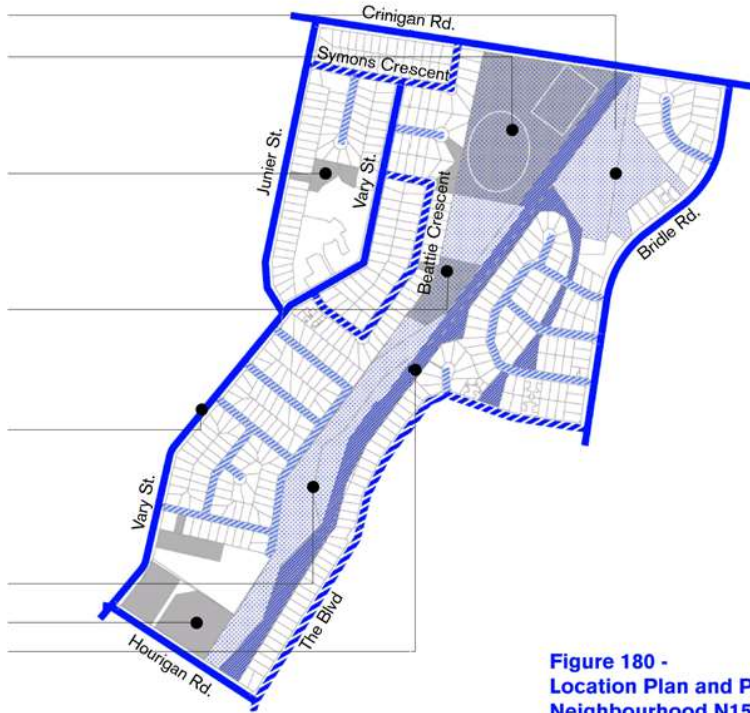 Crinigan Rd.
Symons Crescent
Junier St.
Vary St.
Beattie Crescent
Bridle Rd.
Vary St.
The Blvd
Hourigan Rd.
Figure 180 -
Location Plan and
Neighbourhood N15